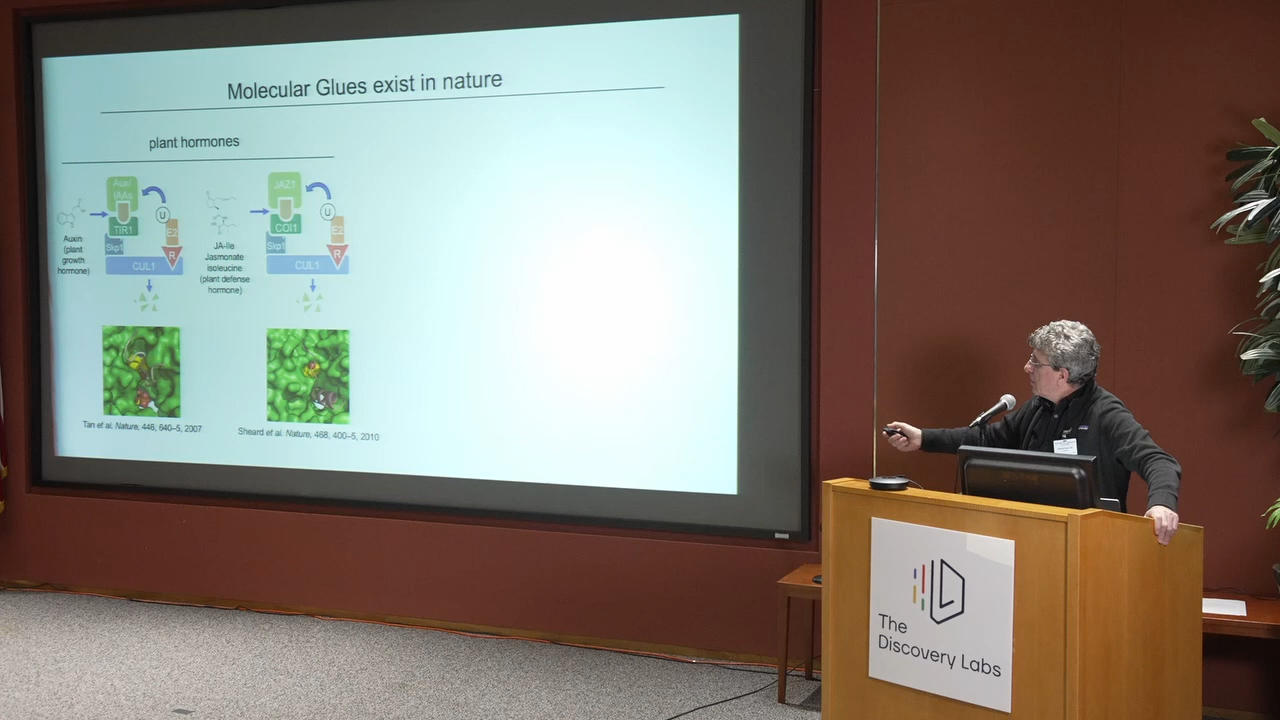 Molecular Glues exist in nature
plant hormones
Aux/
IAAs
TIR1
Skp1
U
E2
R
CUL1
Auxin
(plant
growth
hormone)
JAZ1
COI1
Skp1
U
E2
R
CUL1
JA-Ile
Jasmonate
isoleucine
(plant defense
hormone)
Tan et al. Nature, 446, 640–5, 2007
Sheard et al. Nature, 468, 400–5, 2010
The
Discovery Labs